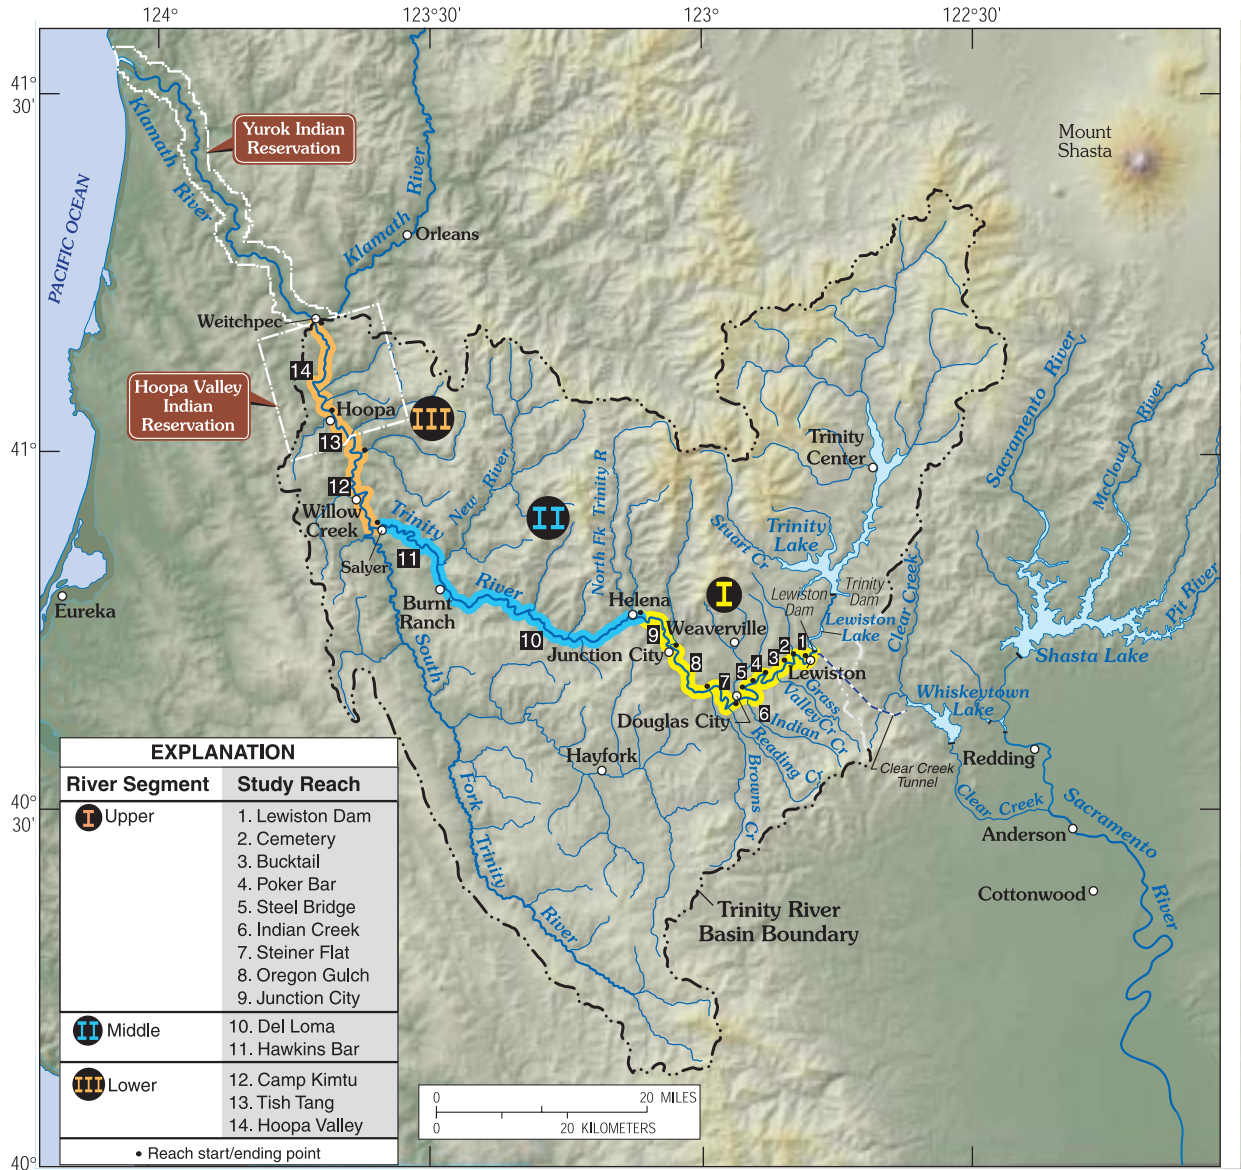 124°
123°30'
123°
122°30'
41°
30'
41°
40°
30'
40°
PACIFIC OCEAN
Klamath
River
Yurok Indian
Reservation
Klamath
River
Orleans
Mount
Shasta
Weitchpec
Hoopa Valley
Indian
Reservation
14
Hoopa
III
13
12
Willow
Creek
Salyer
Trinity
River
11
New River
II
North Fk Trinity R
Burnt
Ranch
10
Helena
Junction City
9
8
7
5
4
3
2
1
6
I
Weaverville
Douglas City
Lewiston
Stuart Cr
Trinity
Center
Trinity
Lake
Trinity
Dam
Lewiston
Dam
Lewiston
Lake
Clear Creek
Sacramento River
McCloud River
Pit River
Shasta Lake
Whiskeytown
Lake
Grass
Valley Cr
Indian Cr
Reading Cr
Browns Cr
Clear Creek
Tunnel
Redding
Clear Creek
Sacramento
River
Anderson
Cottonwood
Eureka
South
Fork
Trinity
River
Hayfork
Trinity River
Basin Boundary
EXPLANATION
River Segment Study Reach
I Upper
1. Lewiston Dam
2. Cemetery
3. Bucktail
4. Poker Bar
5. Steel Bridge
6. Indian Creek
7. Steiner Flat
8. Oregon Gulch
9. Junction City
II Middle
10. Del Loma
11. Hawkins Bar
III Lower
12. Camp Kimtu
13. Tish Tang
14. Hoopa Valley
Reach start/ending point
0 20 MILES
0 20 KILOMETERS